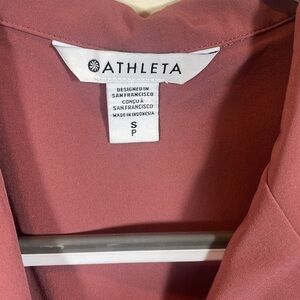 ATHLETA
DESIGNED IN
SAN FRANCISCO
CONÇU À
SAN FRANCISCO
MADE IN INDONESIA
S
P